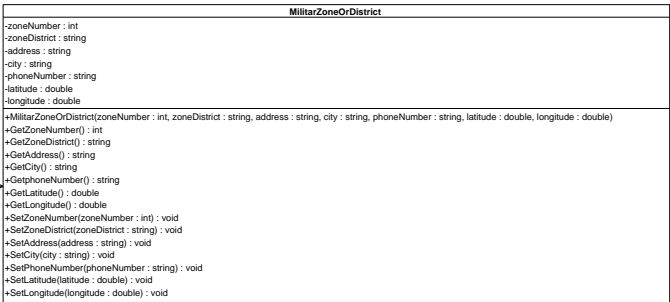 MilitarZoneOrDistrict
-zoneNumber : int
-zoneDistrict : string
-address : string
-city : string
-phoneNumber : string
-latitude : double
-longitude : double
+MilitarZoneOrDistrict(zoneNumber : int, zoneDistrict : string, address : string, city : string, phoneNumber : string, latitude : double, longitude : double)
+GetZoneNumber() : int
+GetZoneDistrict() : string
+GetAddress() : string
+GetCity() : string
+GetphoneNumber() : string
+GetLatitude() : double
+GetLongitude() : double
+SetZoneNumber(zoneNumber : int) : void
+SetZoneDistrict(zoneDistrict : string) : void
+SetAddress(address : string) : void
+SetCity(city : string) : void
+SetPhoneNumber(phoneNumber : string) : void
+SetLatitude(latitude : double) : void
+SetLongitude(longitude : double) : void